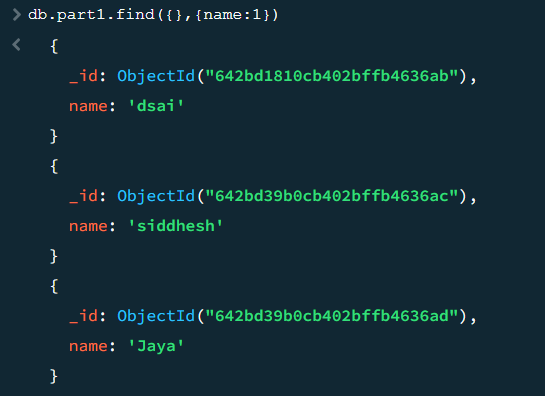 > db.part1.find({},{name:1})
< {
_id: ObjectId("642bd1810cb402bffb4636ab"),
name: 'dsai'
}
{
_id: ObjectId("642bd39b0cb402bffb4636ac"),
name: 'siddhesh'
}
{
_id: ObjectId("642bd39b0cb402bffb4636ad"),
name: 'Jaya'
}